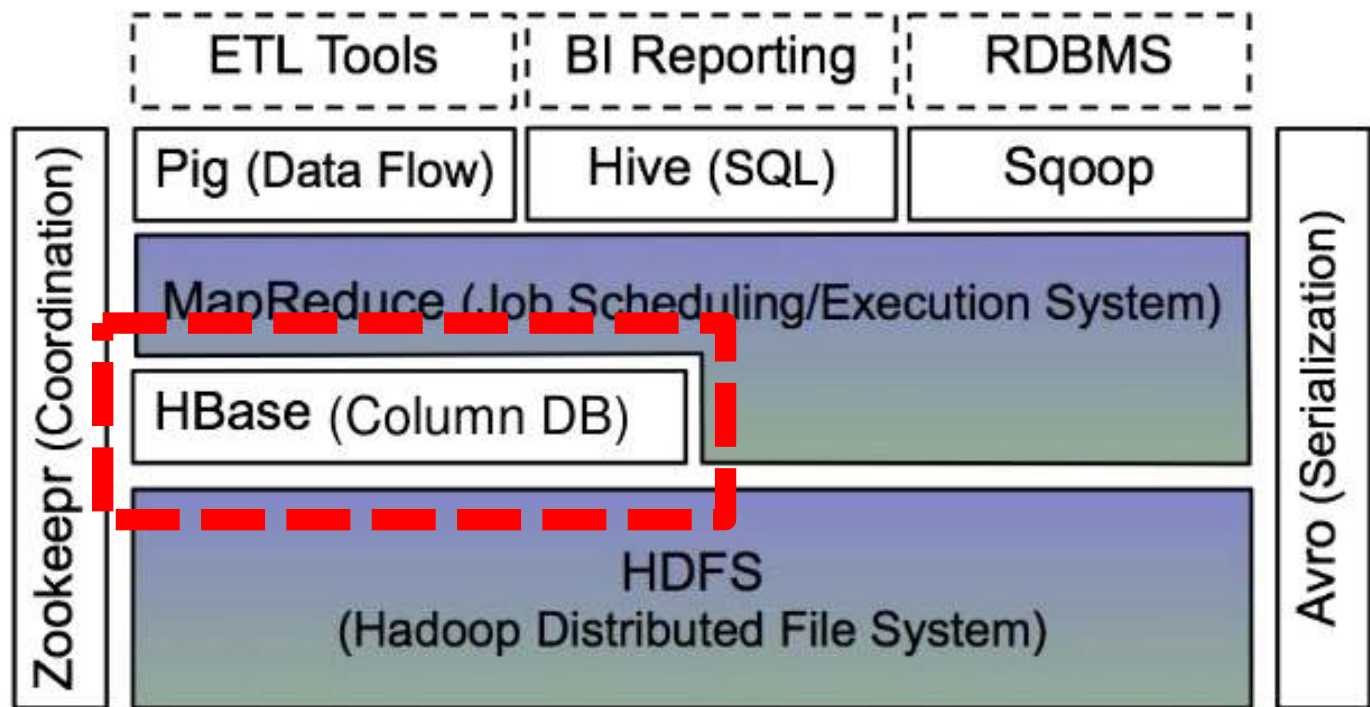 ETL Tools
BI Reporting
RDBMS
Zookeepr (Coordination)
Pig (Data Flow)
Hive (SQL)
Sqoop
Avro (Serialization)
MapReduce (Job Scheduling/Execution System)
HBase (Column DB)
HDFS
(Hadoop Distributed File System)